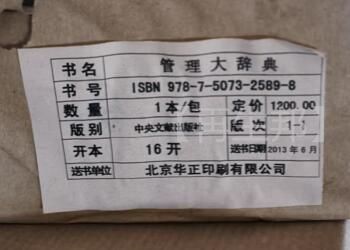 书名 管理大辞典
书号 ISBN 978-7-5073-2589-8
数量 1本/包 定价 1200.00
版别 中央文献出版社 版次 1-1
开本 16开 送书日期 2013年6月
送书单位 北京华正印刷有限公司